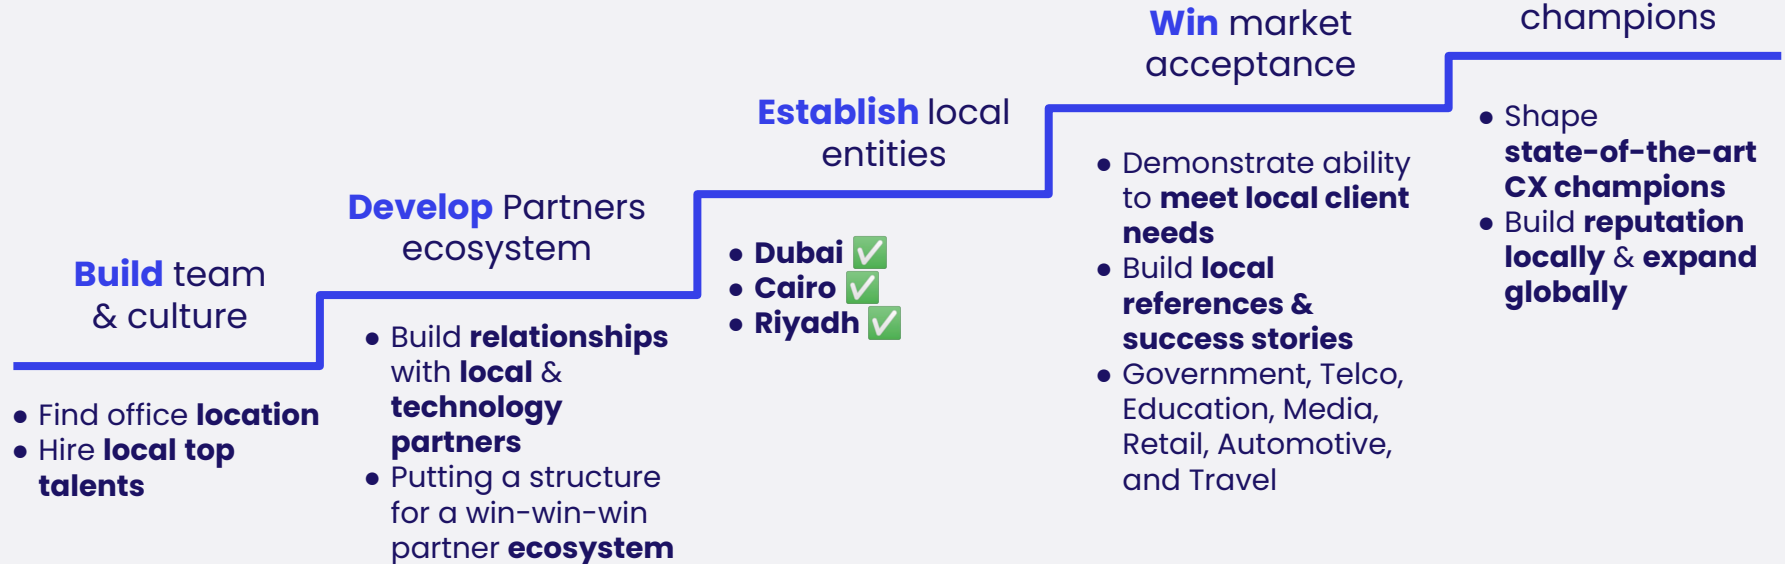 Build team
& culture
● Find office location
● Hire local top
talents
Develop Partners
ecosystem
● Build relationships
with local &
technology
partners
● Putting a structure
for a win-win-win
partner ecosystem
Establish local
entities
● Dubai ✅
● Cairo ✅
● Riyadh ✅
Win market
acceptance
● Demonstrate ability
to meet local client
needs
● Build local
references &
success stories
● Government, Telco,
Education, Media,
Retail, Automotive,
and Travel
champions
● Shape
state-of-the-art
CX champions
● Build reputation
locally & expand
globally